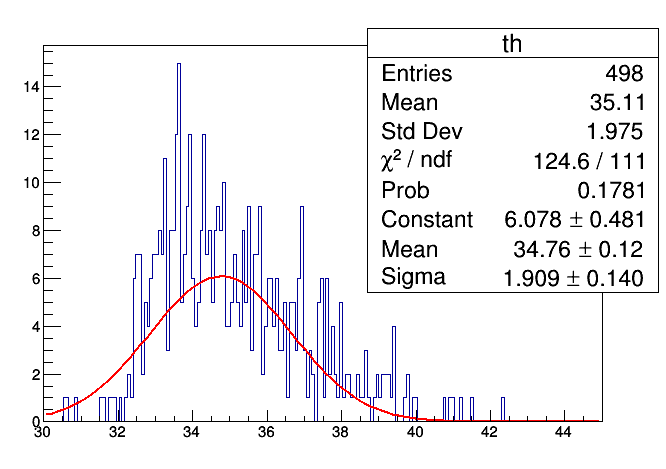 th
Entries 498
Mean 35.11
Std Dev 1.975
χ² / ndf 124.6 / 111
Prob 0.1781
Constant 6.078 ± 0.481
Mean 34.76 ± 0.12
Sigma 1.909 ± 0.140
14
12
10
8
6
4
2
0
30 32 34 36 38 40 42 44